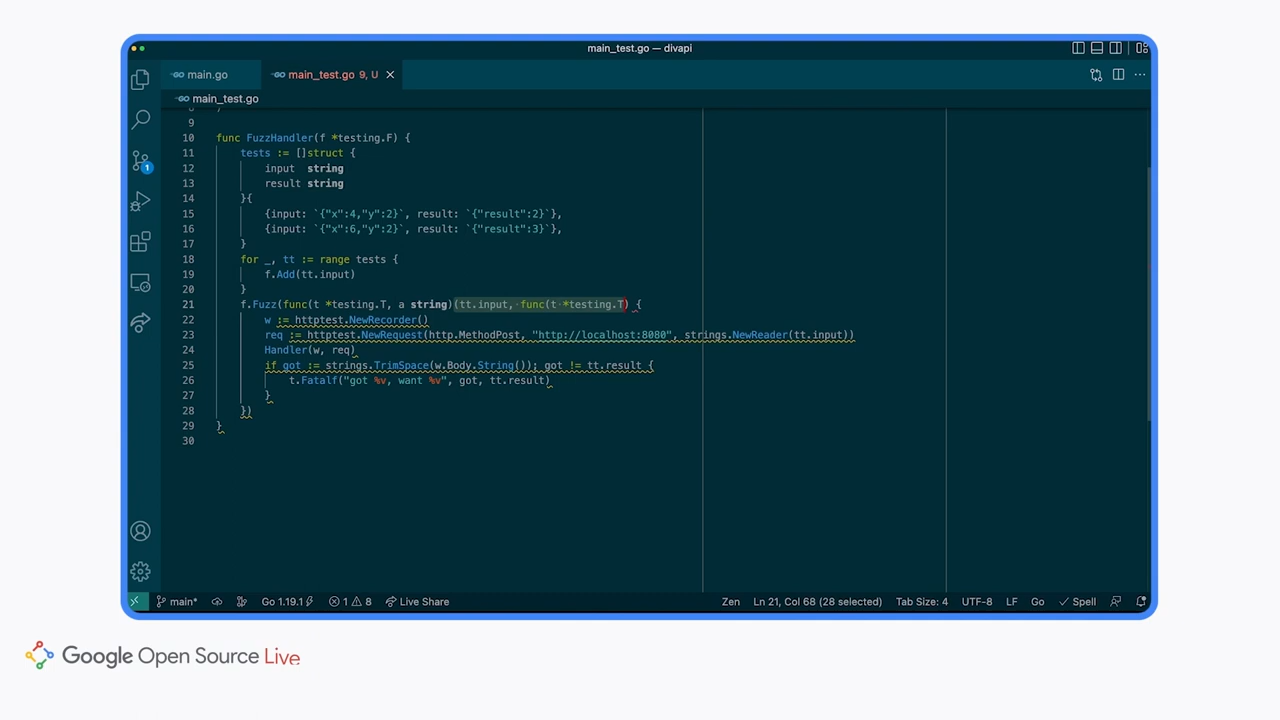 main_test.go — divapi
main.go
main_test.go 9, U
main_test.go
9
10 func FuzzHandler(f *testing.F) {
11 tests := []struct {
12 input string
13 result string
14 }{
15 {input: `{"x":4,"y":2}`, result: `{"result":2}`},
16 {input: `{"x":6,"y":2}`, result: `{"result":3}`},
17 }
18 for _, tt := range tests {
19 f.Add(tt.input)
20 }
21 f.Fuzz(func(t *testing.T, a string)(tt.input, func(t *testing.T) {
22 w := httptest.NewRecorder()
23 req := httptest.NewRequest(http.MethodPost, "http://localhost:8080", strings.NewReader(tt.input))
24 Handler(w, req)
25 if got := strings.TrimSpace(w.Body.String()); got != tt.result {
26 t.Fatalf("got %v, want %v", got, tt.result)
27 }
28 })
29 }
30
1
main* Go 1.19.1 1 8 Live Share Zen Ln 21, Col 68 (28 selected) Tab Size: 4 UTF-8 LF Go Spell
Google Open Source Live